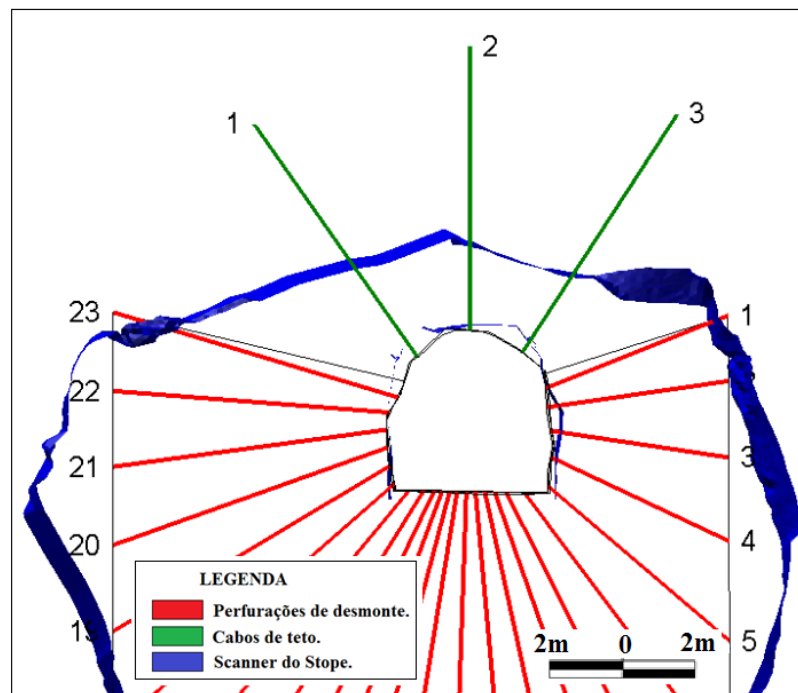 2
1
3
23
1
22
21
3
20
4
19
5
LEGENDA
Perfurações de desmonte.
Cabos de teto.
Scanner do Stope.
2m 0 2m